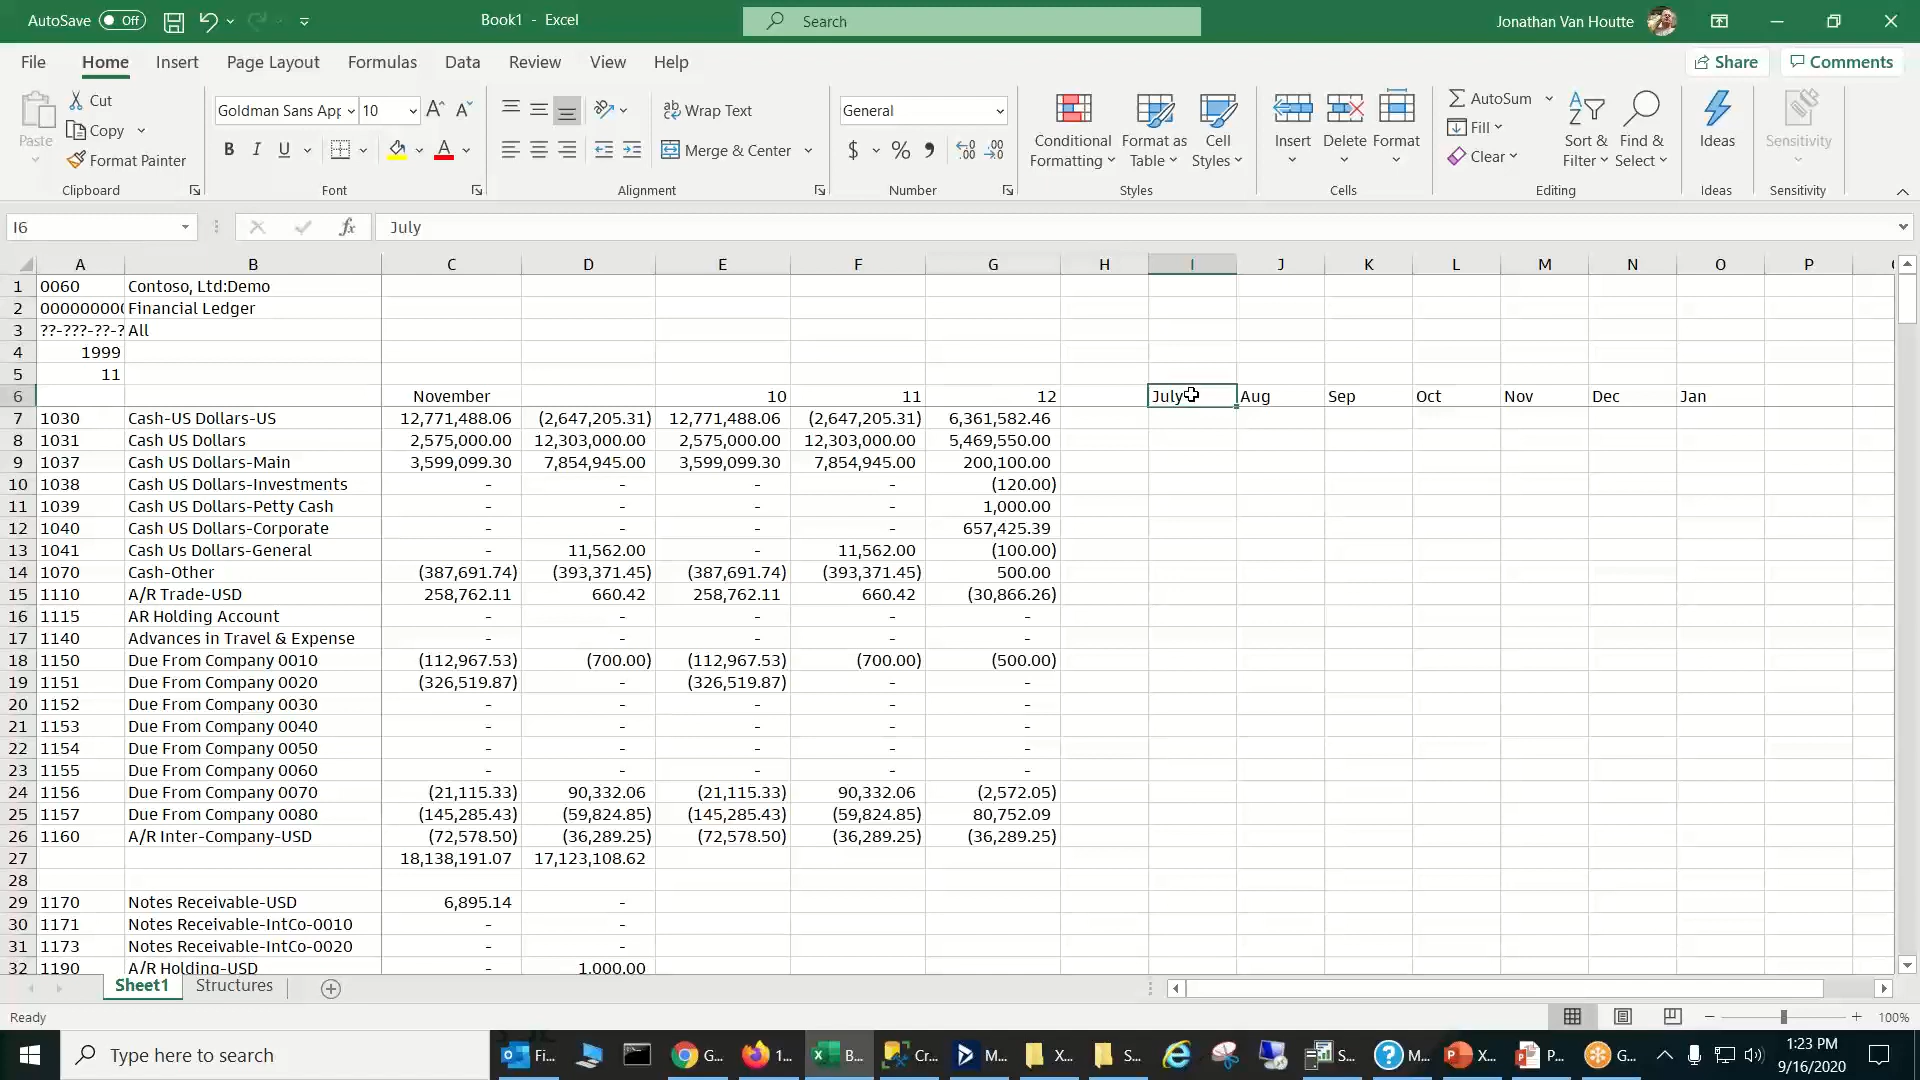 AutoSave Off Book1 - Excel Search Jonathan Van Houtte
File Home Insert Page Layout Formulas Data Review View Help Share Comments
Paste
Cut
Copy
Format Painter
Clipboard
Goldman Sans App 10
B I U
Font
Wrap Text
Merge & Center
Alignment
General
$ %
Number
Conditional Formatting
Format as Table
Cell Styles
Styles
Insert Delete Format
Cells
AutoSum
Fill
Clear
Sort & Filter
Find & Select
Editing
Ideas
Ideas
Sensitivity
Sensitivity
I6 fx July
A B C D E F G H I J K L M N O P
1 0060 Contoso, Ltd:Demo
2 000000000 Financial Ledger
3 ??-???-??-? All
4 1999
5 11
6 November 10 11 12 July Aug Sep Oct Nov Dec Jan
7 1030 Cash-US Dollars-US 12,771,488.06 (2,647,205.31) 12,771,488.06 (2,647,205.31) 6,361,582.46
8 1031 Cash US Dollars 2,575,000.00 12,303,000.00 2,575,000.00 12,303,000.00 5,469,550.00
9 1037 Cash US Dollars-Main 3,599,099.30 7,854,945.00 3,599,099.30 7,854,945.00 200,100.00
10 1038 Cash US Dollars-Investments - - - - (120.00)
11 1039 Cash US Dollars-Petty Cash - - - - 1,000.00
12 1040 Cash US Dollars-Corporate - - - - 657,425.39
13 1041 Cash Us Dollars-General - 11,562.00 - 11,562.00 (100.00)
14 1070 Cash-Other (387,691.74) (393,371.45) (387,691.74) (393,371.45) 500.00
15 1110 A/R Trade-USD 258,762.11 660.42 258,762.11 660.42 (30,866.26)
16 1115 AR Holding Account - - - - -
17 1140 Advances in Travel & Expense - - - - -
18 1150 Due From Company 0010 (112,967.53) (700.00) (112,967.53) (700.00) (500.00)
19 1151 Due From Company 0020 (326,519.87) - (326,519.87) - -
20 1152 Due From Company 0030 - - - - -
21 1153 Due From Company 0040 - - - - -
22 1154 Due From Company 0050 - - - - -
23 1155 Due From Company 0060 - - - - -
24 1156 Due From Company 0070 (21,115.33) 90,332.06 (21,115.33) 90,332.06 (2,572.05)
25 1157 Due From Company 0080 (145,285.43) (59,824.85) (145,285.43) (59,824.85) 80,752.09
26 1160 A/R Inter-Company-USD (72,578.50) (36,289.25) (72,578.50) (36,289.25) (36,289.25)
27 18,138,191.07 17,123,108.62
28
29 1170 Notes Receivable-USD 6,895.14 -
30 1171 Notes Receivable-IntCo-0010 - -
31 1173 Notes Receivable-IntCo-0020 - -
32 1190 A/R Holding-USD - 1,000.00
Sheet1 Structures
Ready 100%
Type here to search Fi... G... 1... B... Cr... M... X... S... S... M... X... P... G... 1:23 PM
9/16/2020